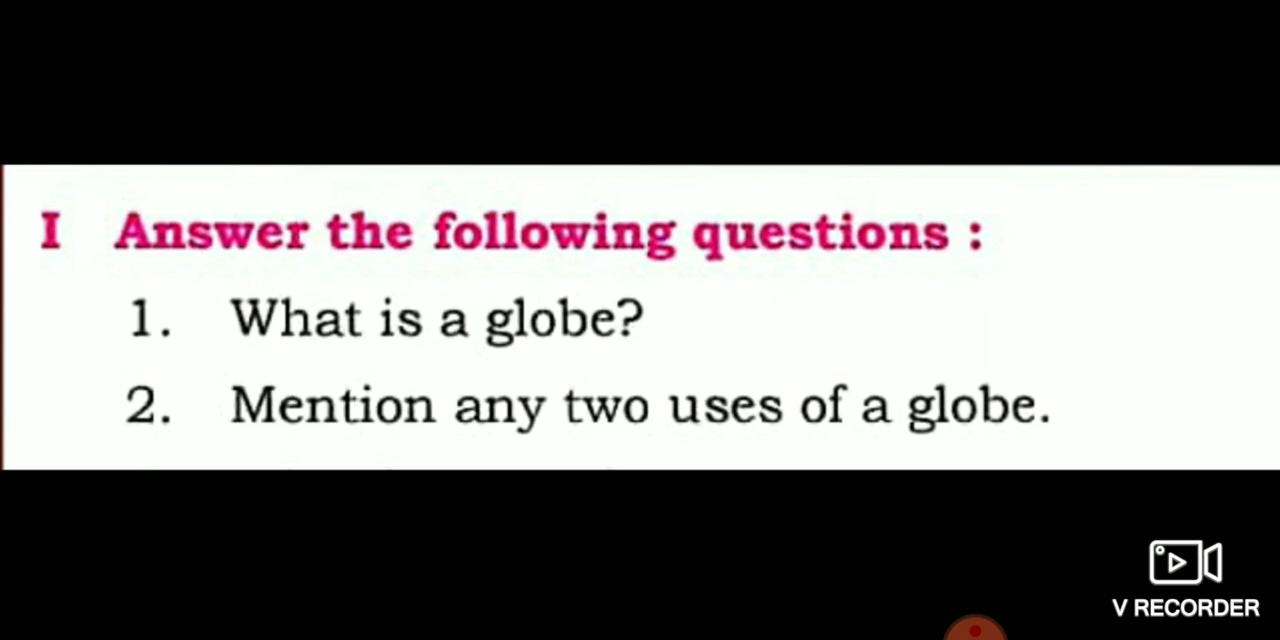 I Answer the following questions :
1. What is a globe?
2. Mention any two uses of a globe.
V RECORDER